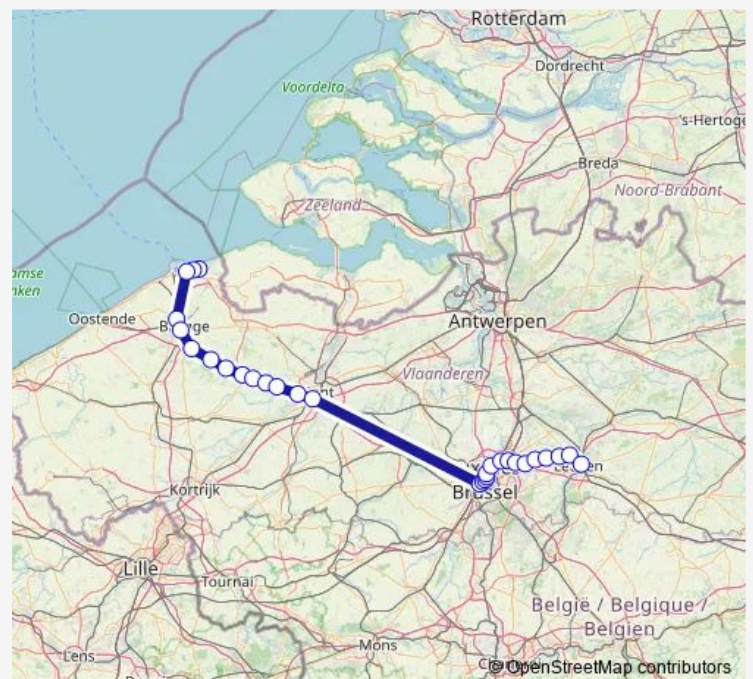 Rotterdam
Dordrecht
Voordelta
's-Hertoge
Breda
Noord-Brabant
Zeeland
Oostende
Antwerpen
Vlaanderen
Kortrijk
Lille
Tournai
België / Belgique /
Belgien
Mons
Lens
© OpenStreetMap contributors